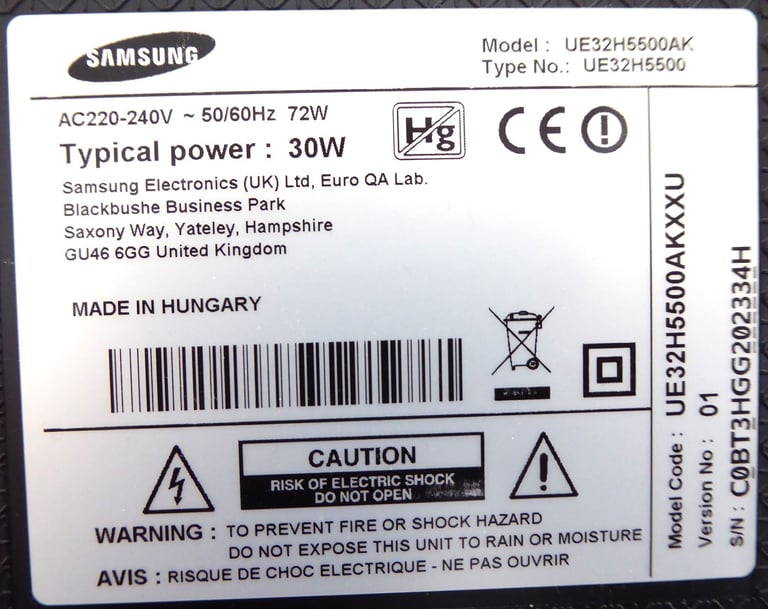 SAMSUNG
Model : UE32H5500AK
Type No.: UE32H5500
AC220-240V ~ 50/60Hz 72W
Typical power : 30W
Hg
CE
Samsung Electronics (UK) Ltd, Euro QA Lab.
Blackbushe Business Park
Saxony Way, Yateley, Hampshire
GU46 6GG United Kingdom
MADE IN HUNGARY
CAUTION
RISK OF ELECTRIC SHOCK
DO NOT OPEN
WARNING : TO PREVENT FIRE OR SHOCK HAZARD
DO NOT EXPOSE THIS UNIT TO RAIN OR MOISTURE
AVIS : RISQUE DE CHOC ELECTRIQUE - NE PAS OUVRIR
Model Code : UE32H5500AKXXU
Version No : 01
S/N : C0BT3HGG202334H